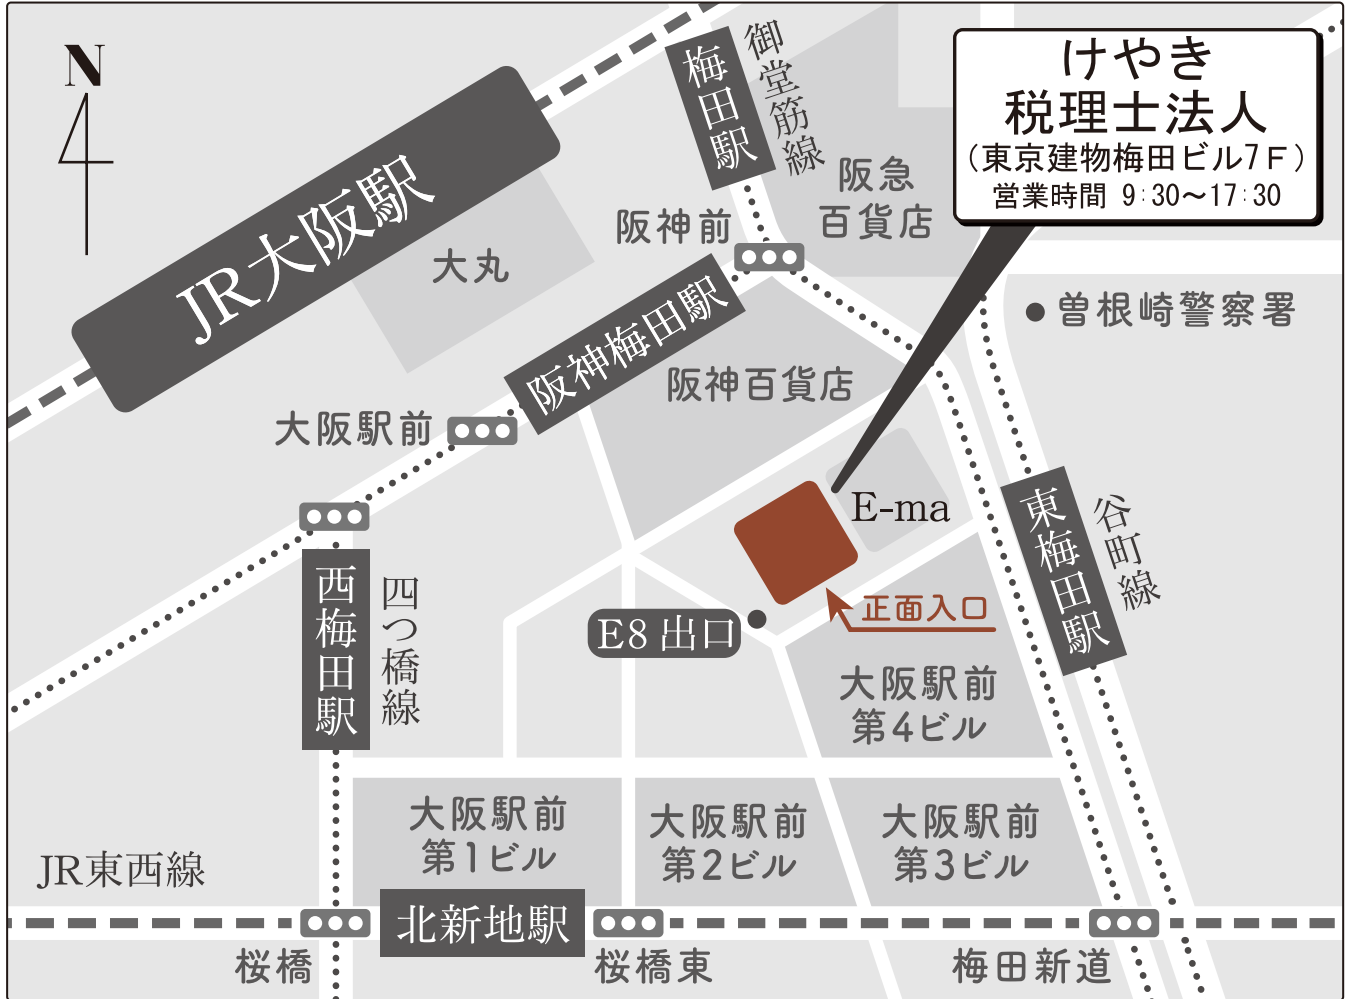 N
けやき
税理士法人
（東京建物梅田ビル7F）
営業時間 9:30～17:30
梅田駅
御堂筋線
阪急
百貨店
JR大阪駅
大丸
阪神前
阪神梅田駅
曽根崎警察署
阪神百貨店
大阪駅前
E-ma
東梅田駅
谷町線
西梅田駅
四つ橋線
E8 出口
正面入口
大阪駅前
第4ビル
大阪駅前
第1ビル
大阪駅前
第2ビル
大阪駅前
第3ビル
JR東西線
北新地駅
桜橋
桜橋東
梅田新道